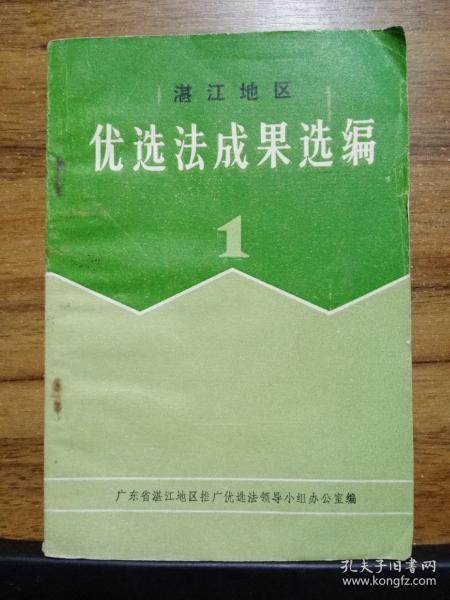 湛江地区
优选法成果选编
1
广东省湛江地区推广优选法领导小组办公室编
孔夫子旧书网
www.kongfz.com